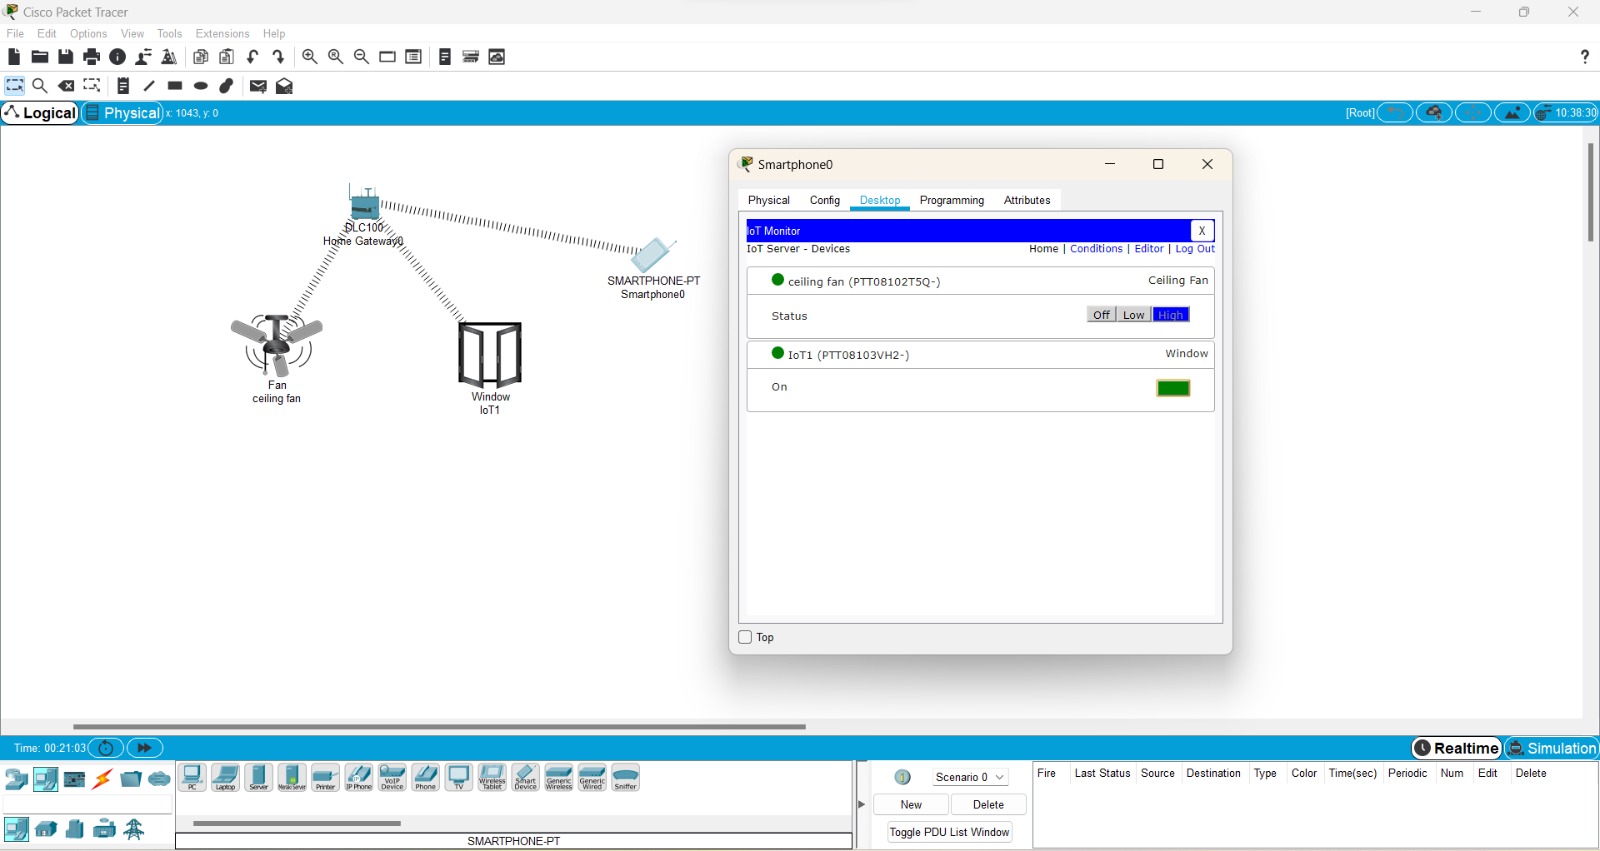 Cisco Packet Tracer
File Edit Options View Tools Extensions Help
?
Logical Physical x: 1043, y: 0
[Root] 10:38:30
DLC100
Home Gateway0
SMARTPHONE-PT
Smartphone0
Fan
ceiling fan
Window
IoT1
Smartphone0
Physical Config Desktop Programming Attributes
IoT Monitor X
IoT Server - Devices Home | Conditions | Editor | Log Out
ceiling fan (PTT08102T5Q-) Ceiling Fan
Status Off Low High
IoT1 (PTT08103VH2-) Window
On
Top
Time: 00:21:03
Realtime Simulation
PC Laptop Server Meraki Server Printer IP Phone VoIP Device Phone TV Wireless Tablet Smart Device Generic Wireless Generic Wired Sniffer
SMARTPHONE-PT
Scenario 0
New Delete
Toggle PDU List Window
Fire Last Status Source Destination Type Color Time(sec) Periodic Num Edit Delete